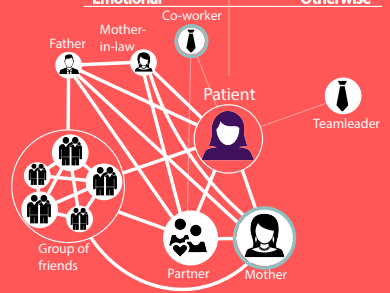 Emotional
Otherwise
Co-worker
Mother-
in-law
Father
Patient
Teamleader
Group of
friends
Partner
Mother